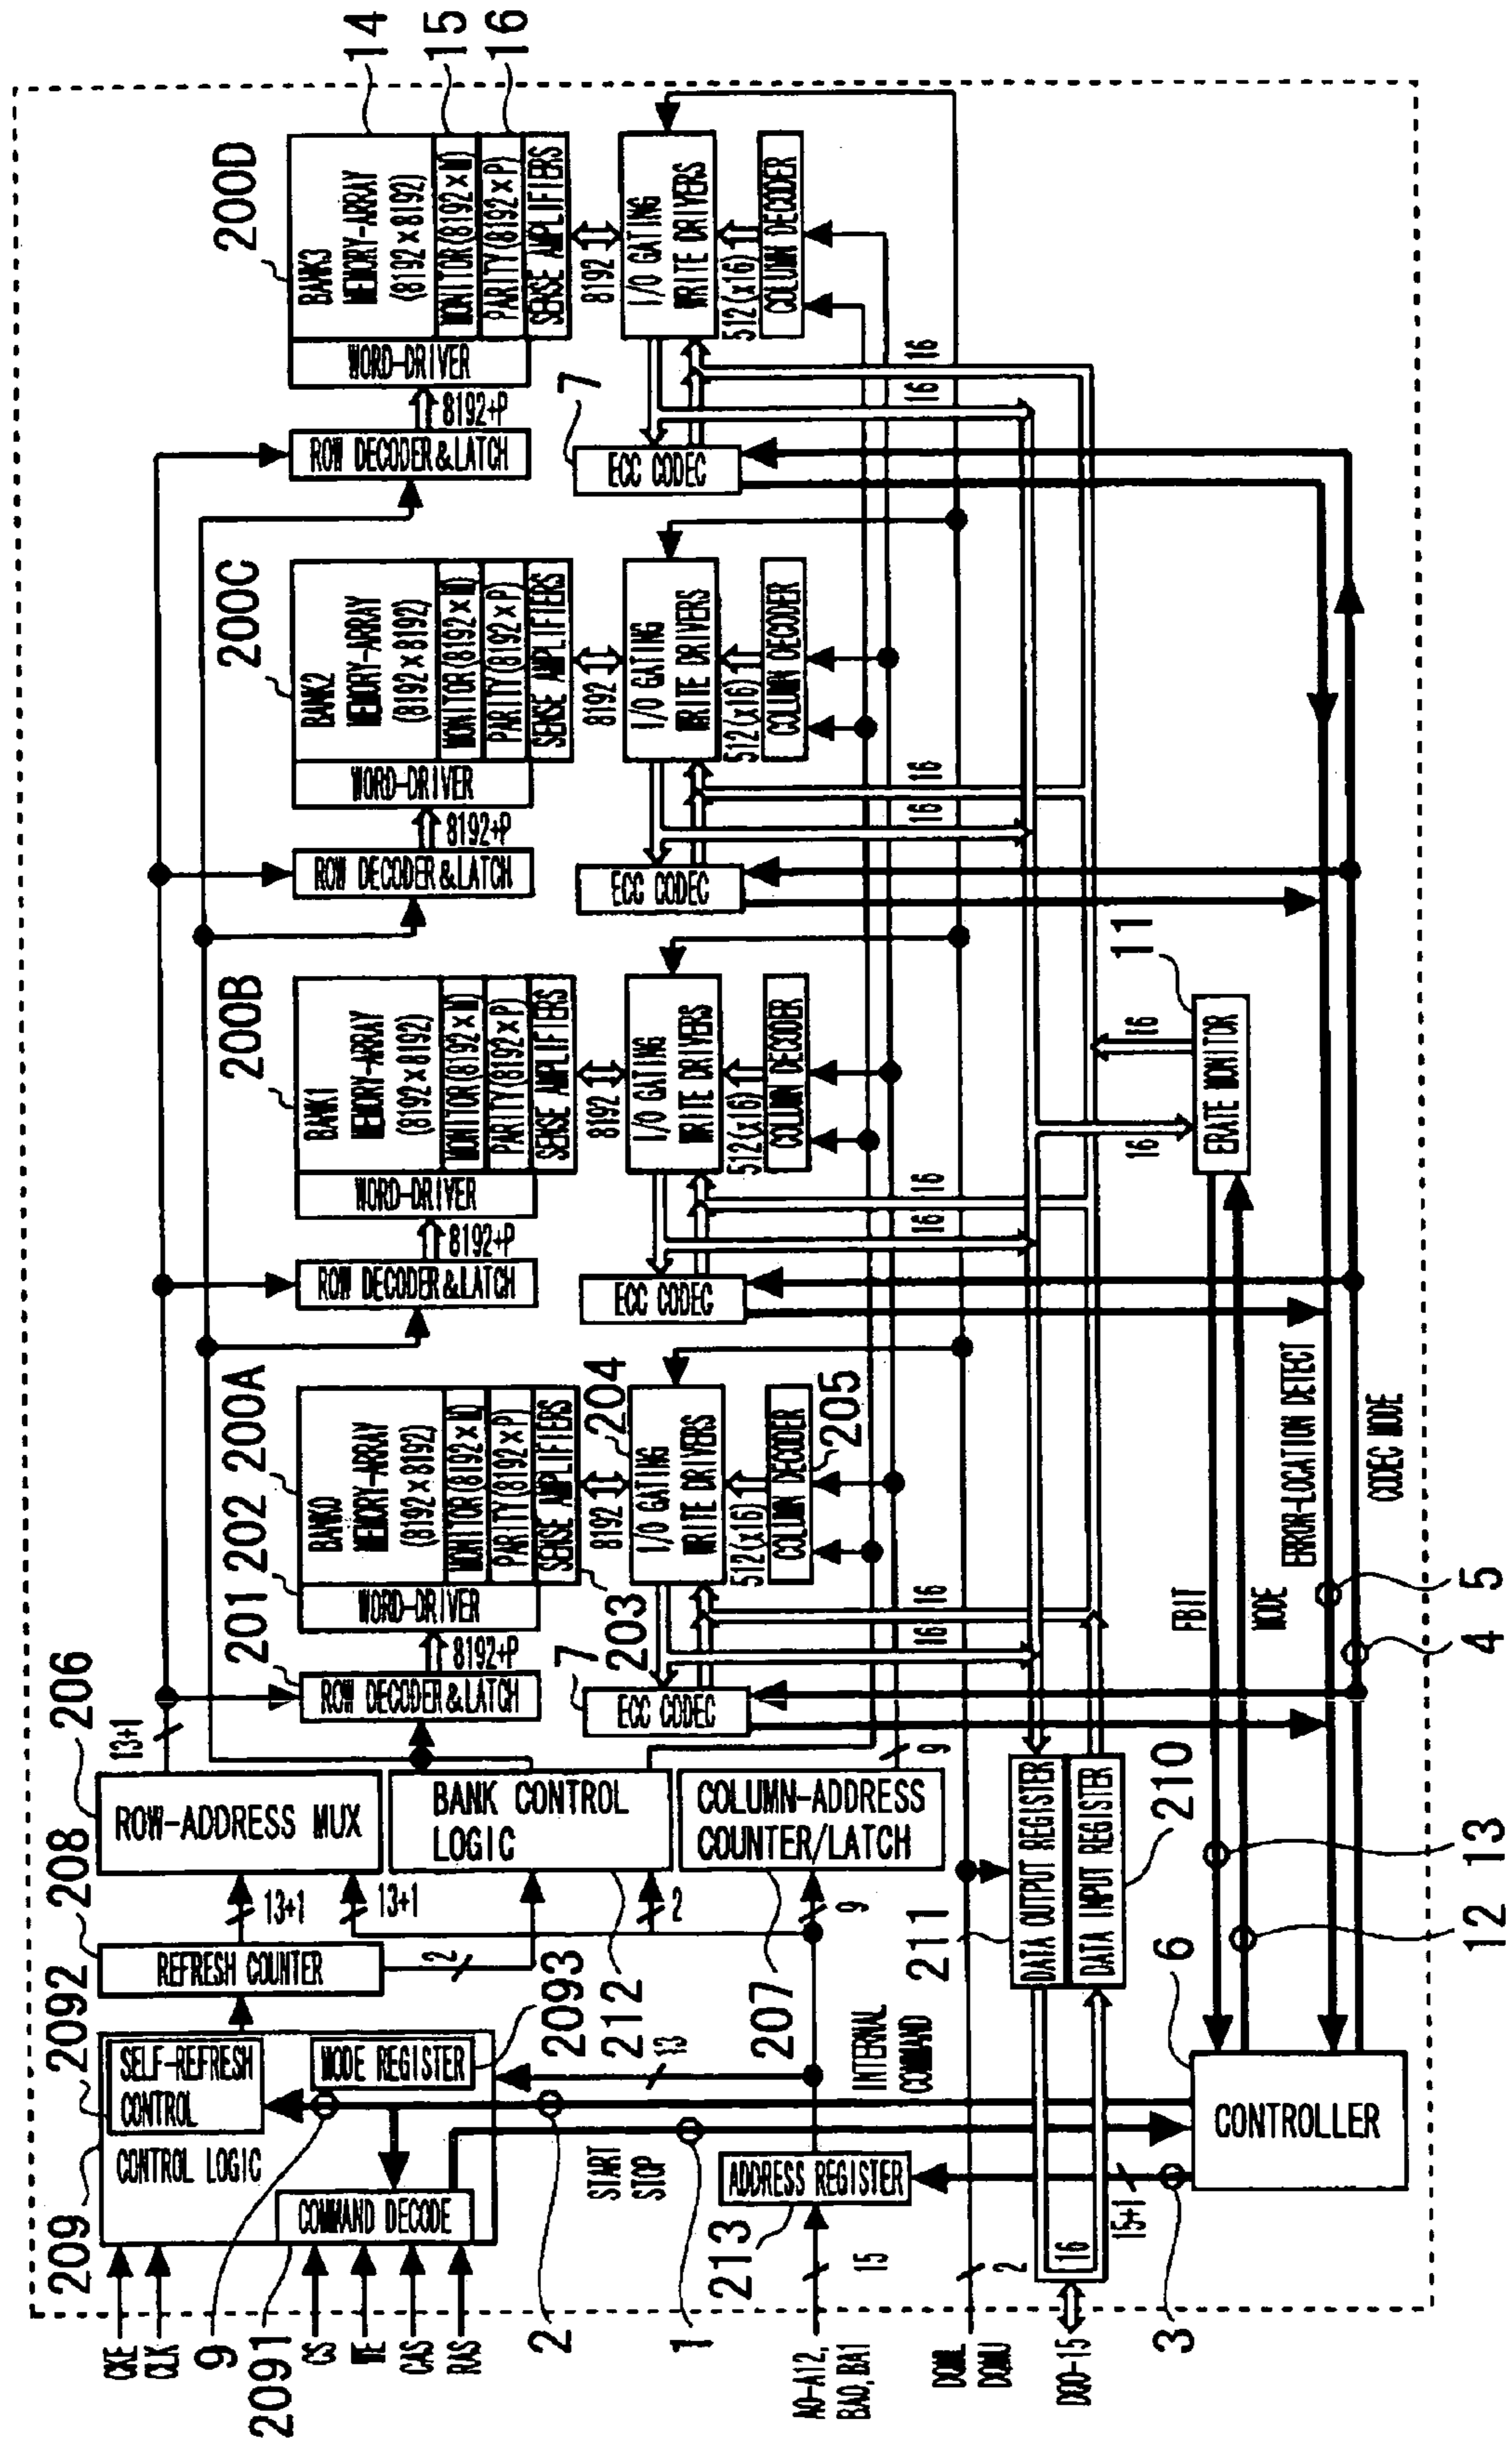 209
2092
208
206
201
202
200A
200B
200C
200D
14
15
16
CKE
CLK
9
2091
CS
WE
CAS
RAS
SELF-REFRESH
CONTROL
CONTROL LOGIC
MODE REGISTER
COMMAND DECODE
REFRESH COUNTER
13+1
13+1
2
2
ROW-ADDRESS MUX
13+1
BANK CONTROL
LOGIC
COLUMN-ADDRESS
COUNTER/LATCH
9
9
2093
212
207
13
2
1
START
STOP
INTERNAL
COMMAND
ADDRESS REGISTER
213
15
A0-A12,
BA0, BA1
DQML
DQMU
2
DQ0-15
16
15+1
3
CONTROLLER
6
211
DATA OUTPUT REGISTER
DATA INPUT REGISTER
210
12
13
ROW DECODER&LATCH
8192+P
WORD-DRIVER
BANK0
MEMORY-ARRAY
(8192×8192)
MONITOR(8192×M)
PARITY(8192×P)
SENSE AMPLIFIERS
203
8192
204
I/O GATING
WRITE DRIVERS
512(x16)
COLUMN DECODER
205
7
ECC CODEC
16
16
ROW DECODER&LATCH
8192+P
WORD-DRIVER
BANK1
MEMORY-ARRAY
(8192×8192)
MONITOR(8192×M)
PARITY(8192×P)
SENSE AMPLIFIERS
8192
I/O GATING
WRITE DRIVERS
512(x16)
COLUMN DECODER
ECC CODEC
16
16
ROW DECODER&LATCH
8192+P
WORD-DRIVER
BANK2
MEMORY-ARRAY
(8192×8192)
MONITOR(8192×M)
PARITY(8192×P)
SENSE AMPLIFIERS
8192
I/O GATING
WRITE DRIVERS
512(x16)
COLUMN DECODER
ECC CODEC
16
16
ROW DECODER&LATCH
8192+P
WORD-DRIVER
BANK3
MEMORY-ARRAY
(8192×8192)
MONITOR(8192×M)
PARITY(8192×P)
SENSE AMPLIFIERS
8192
I/O GATING
WRITE DRIVERS
512(x16)
COLUMN DECODER
7
ECC CODEC
16
16
16
16
ERATE MONITOR
11
FBIT
MODE
ERROR-LOCATION DETECT
CODEC MODE
4
5